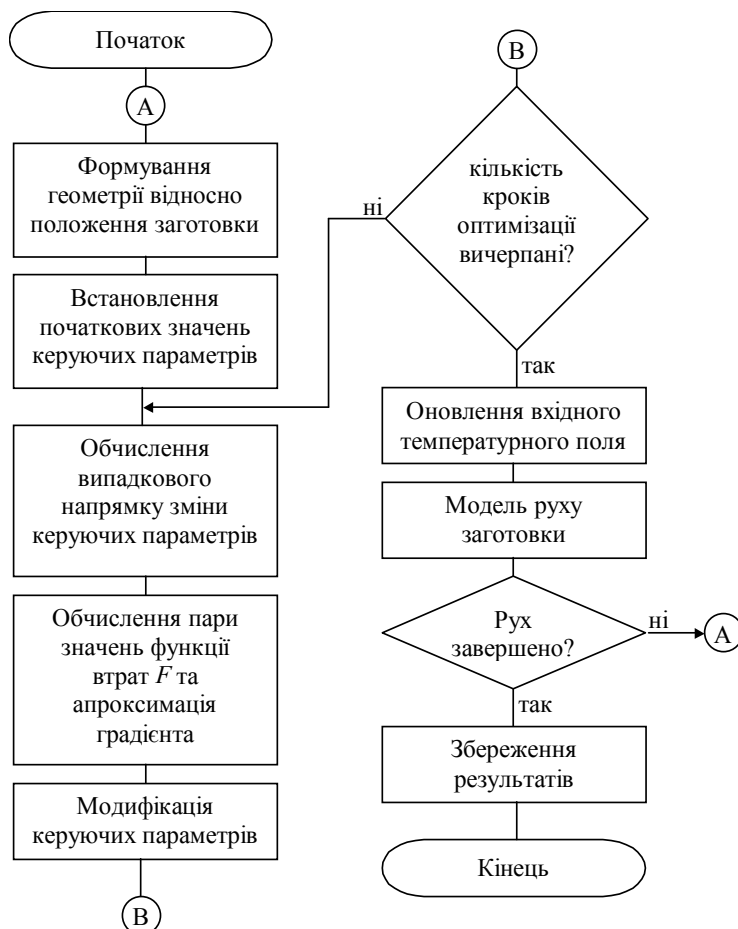 Початок
А
Формування
геометрії відносно
положення заготовки
Встановлення
початкових значень
керуючих параметрів
Обчислення
випадкового
напрямку зміни
керуючих параметрів
Обчислення пари
значень функції
втрат F та
апроксимація
градієнта
Модифікація
керуючих параметрів
В
В
кількість
кроків
оптимізації
вичерпані?
ні
так
Оновлення вхідного
температурного поля
Модель руху
заготовки
Рух
завершено?
ні
А
так
Збереження
результатів
Кінець